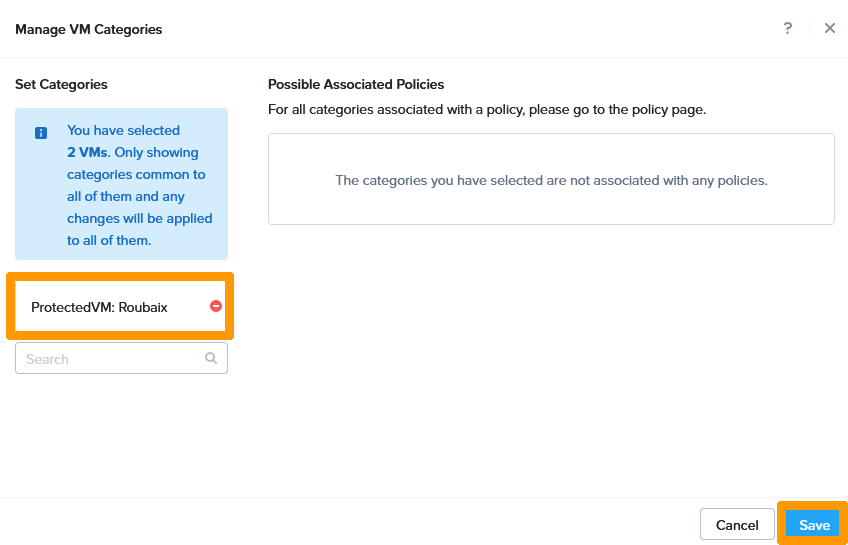 Manage VM Categories
?
Set Categories
You have selected
2 VMs. Only showing
categories common to
all of them and any
changes will be applied
to all of them.
ProtectedVM: Roubaix
Search
Possible Associated Policies
For all categories associated with a policy, please go to the policy page.
The categories you have selected are not associated with any policies.
Cancel
Save